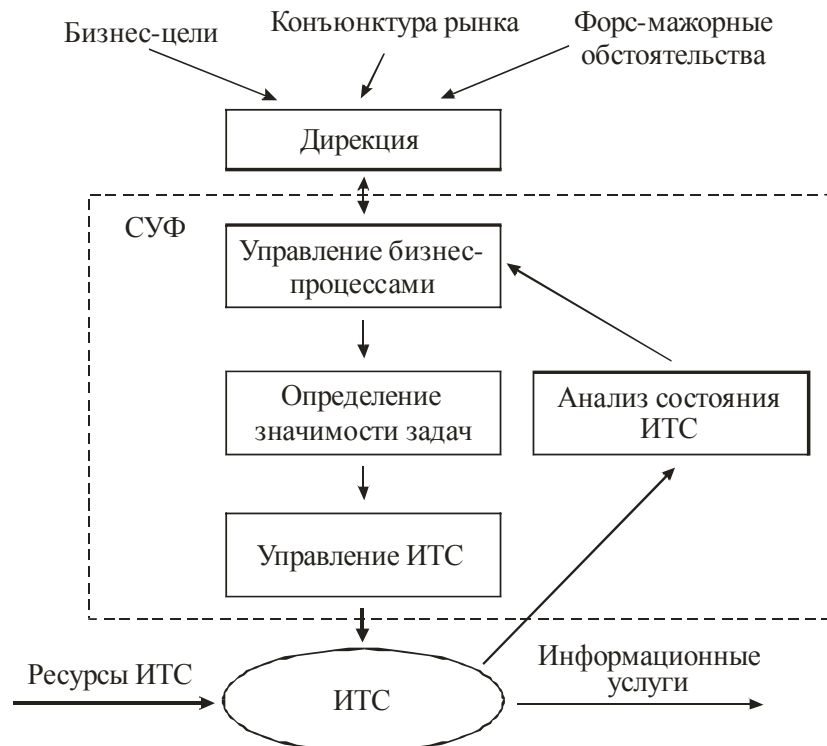 Бизнес-цели
Конъюнктура рынка
Форс-мажорные
обстоятельства
Дирекция
СУФ
Управление бизнес-
процессами
Определение
значимости задач
Анализ состояния
ИТС
Управление ИТС
Ресурсы ИТС
ИТС
Информационные
услуги